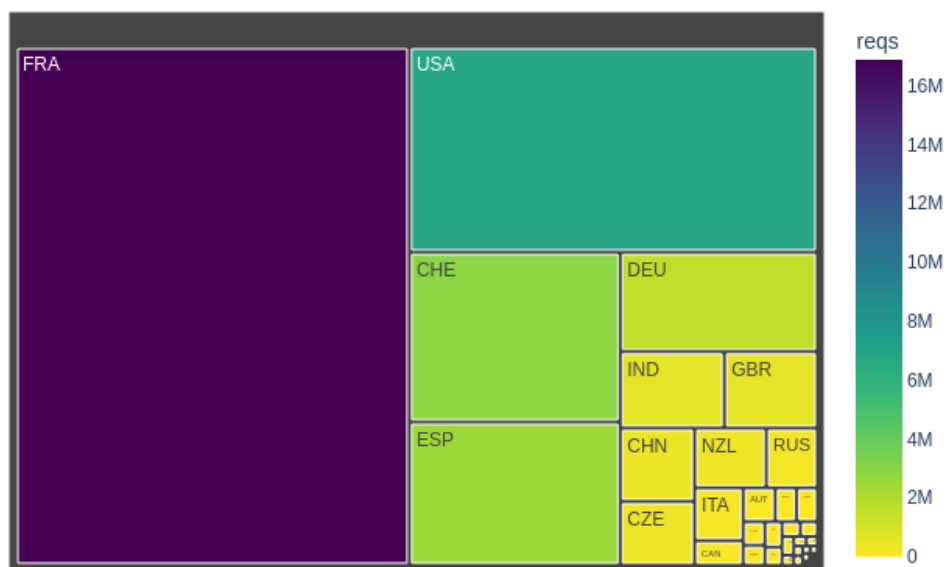 FRA
USA
CHE
DEU
IND
GBR
ESP
CHN
NZL
RUS
CZE
ITA
AUT
CAN
reqs
16M
14M
12M
10M
8M
6M
4M
2M
0